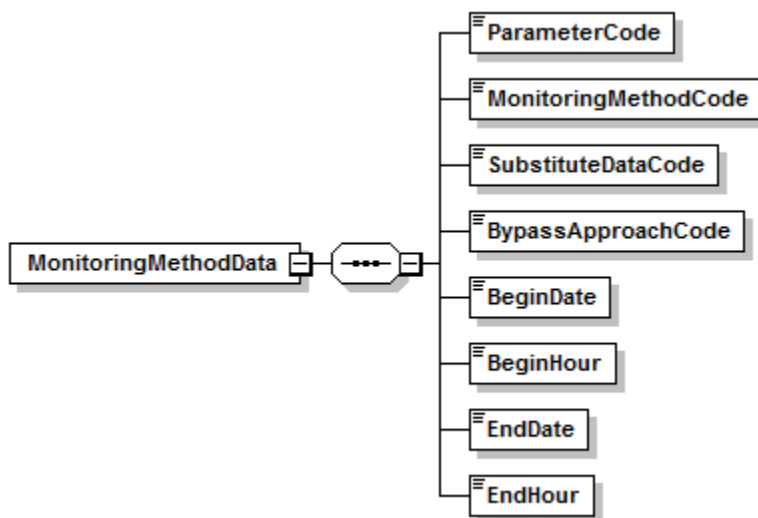 ParameterCode
MonitoringMethodCode
SubstituteDataCode
BypassApproachCode
MonitoringMethodData
BeginDate
BeginHour
EndDate
EndHour